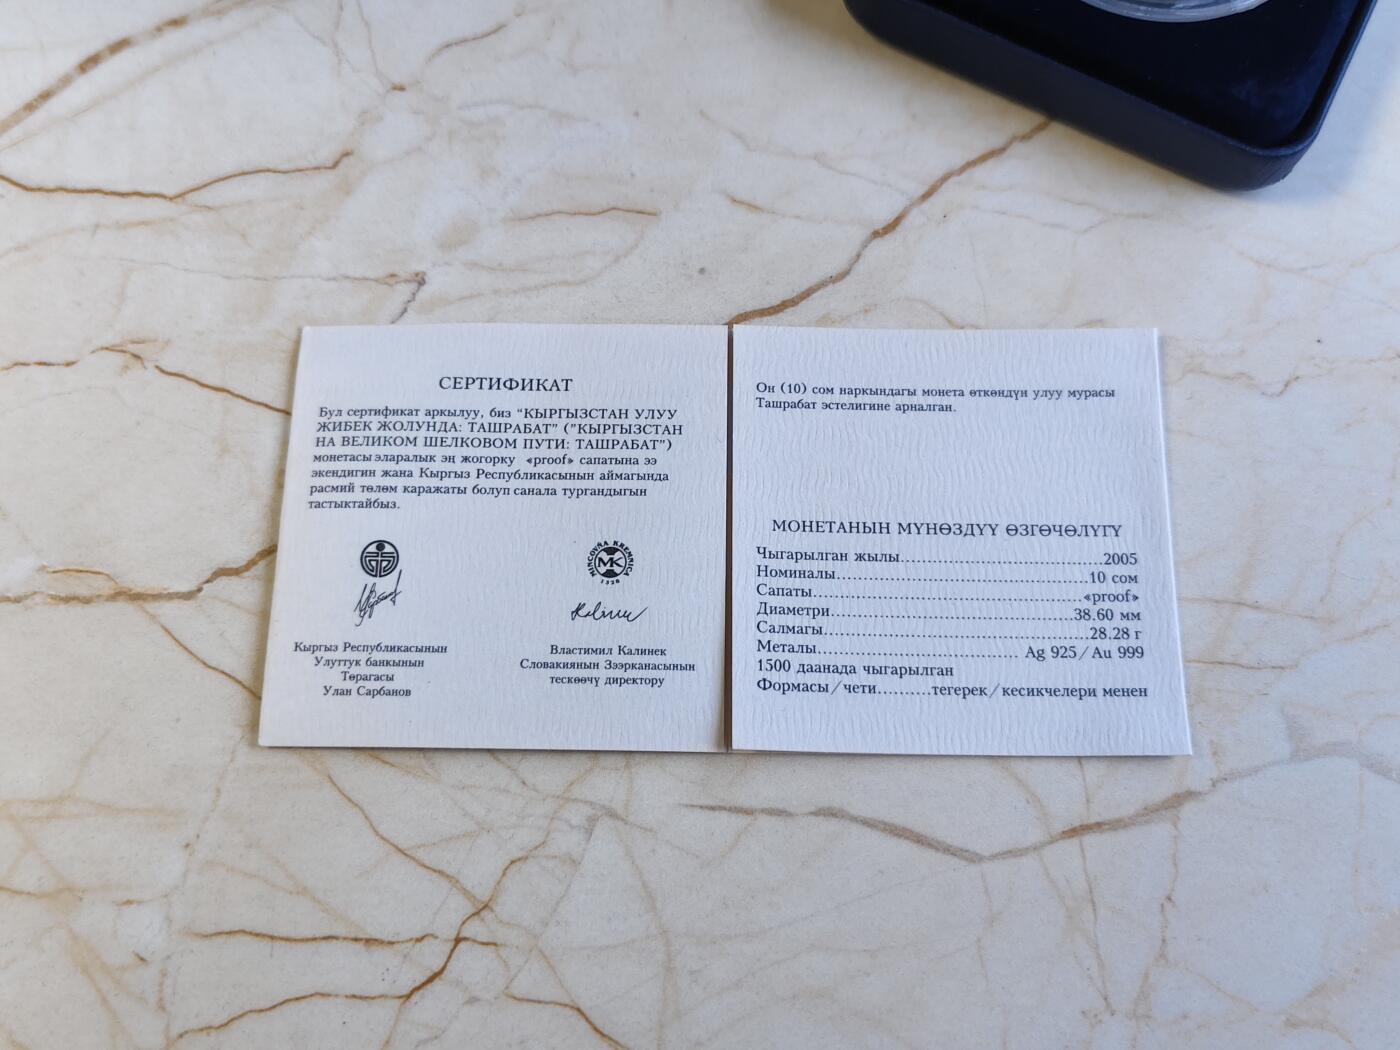 СЕРТИФИКАТ
Бул сертификат аркылуу, биз “КЫРГЫЗСТАН УЛУУ
ЖИБЕК ЖОЛУНДА: ТАШРАБАТ” (”КЫРГЫЗСТАН
НА ВЕЛИКОМ ШЕЛКОВОМ ПУТИ: ТАШРАБАТ”)
монетасы эларалык эң жогорку «proof» сапатына ээ
экендигин жана Кыргыз Республикасынын аймагында
расмий төлөм каражаты болуп санала тургандыгын
тастыктайбыз.
MINCOVŇA KREMNICA
MK
1328
Кыргыз Республикасынын
Улуттук банкынын
Төрагасы
Улан Сарбанов
Властимил Калинек
Словакиянын Зээрканасынын
тескөөчү директору
Он (10) сом наркындагы монета өткөндүн улуу мурасы
Ташрабат эстелигине арналган.
МОНЕТАНЫН МҮНӨЗДҮҮ ӨЗГӨЧӨЛҮГҮ
Чыгарылган жылы..............................2005
Номиналы......................................10 сом
Сапаты.........................................«proof»
Диаметри....................................38.60 мм
Салмагы.......................................28.28 г
Металы............................ Ag 925/Au 999
1500 даанада чыгарылган
Формасы/чети..........тегерек/кесикчелери менен